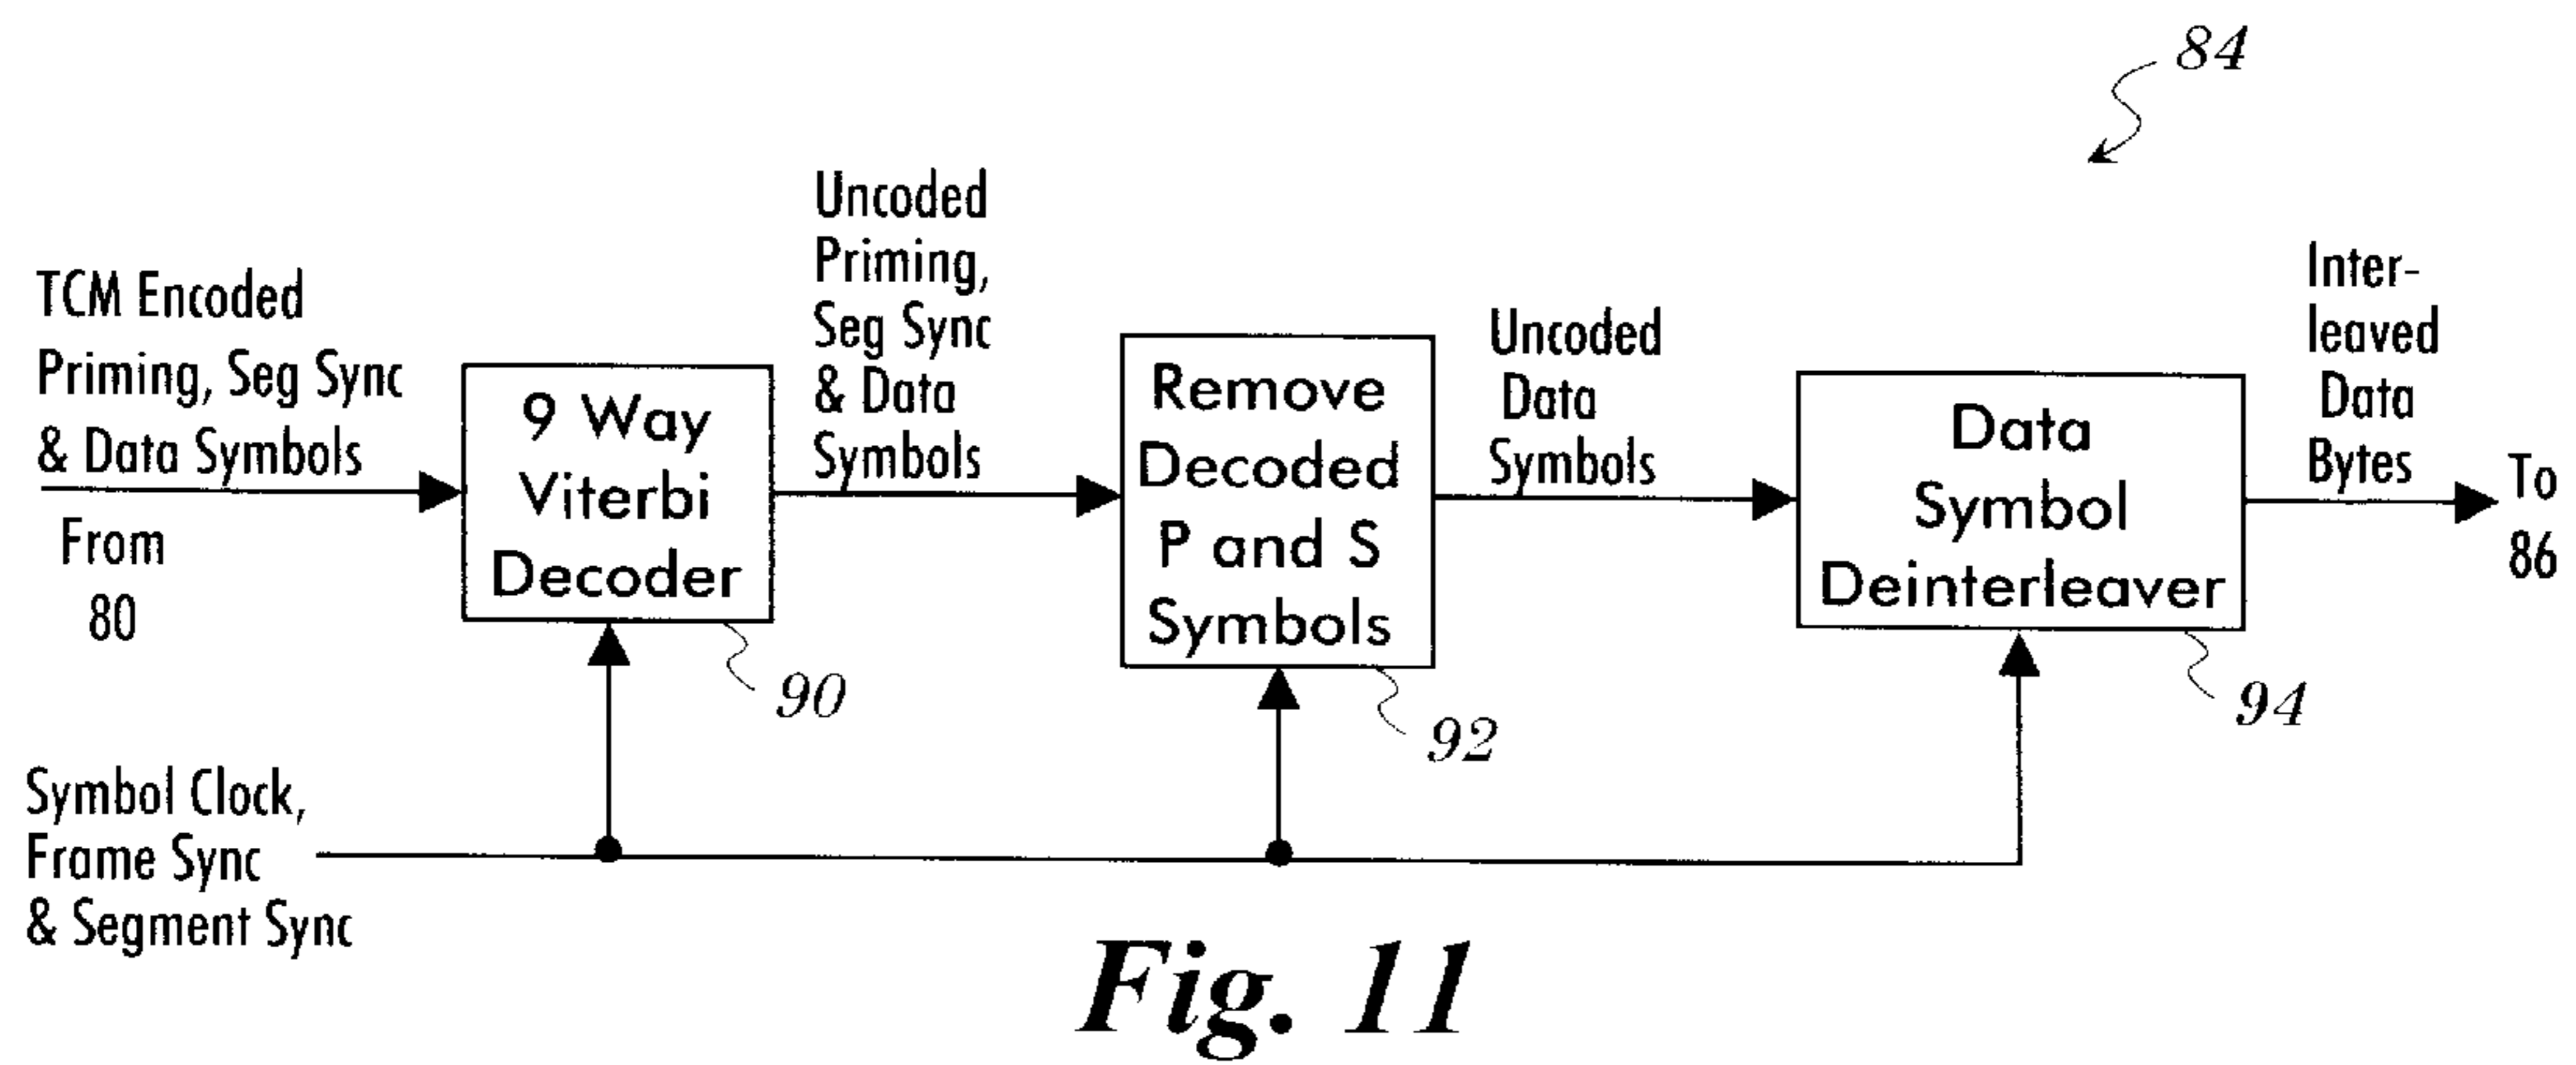 84
TCM Encoded
Priming, Seg Sync
& Data Symbols
From
80
9 Way
Viterbi
Decoder
90
Uncoded
Priming,
Seg Sync
& Data
Symbols
Remove
Decoded
P and S
Symbols
92
Uncoded
Data
Symbols
Data
Symbol
Deinterleaver
94
Inter-
leaved
Data
Bytes
To
86
Symbol Clock,
Frame Sync
& Segment Sync
Fig. 11